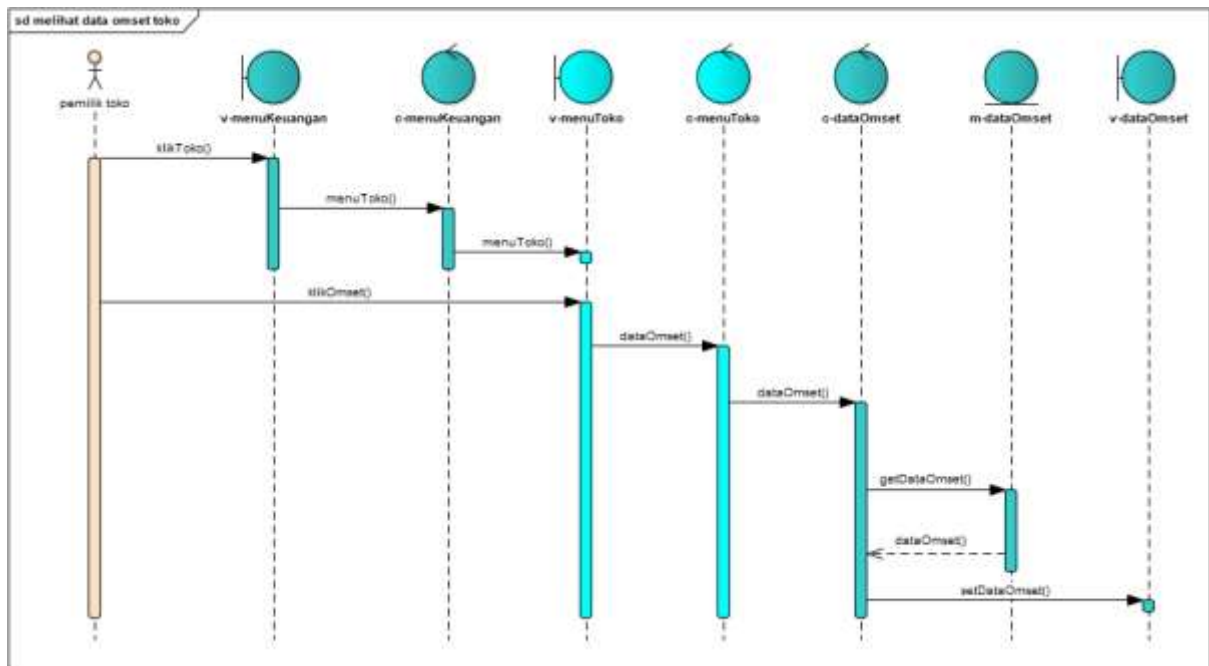 sd melihat data omset toko
pemilik toko
v-menuKeuangan
c-menuKeuangan
v-menuToko
c-menuToko
c-dataOmset
m-dataOmset
v-dataOmset
klikToko()
menuToko()
menuToko()
klikOmset()
dataOmset()
dataOmset()
getDataOmset()
dataOmset()
setDataOmset()